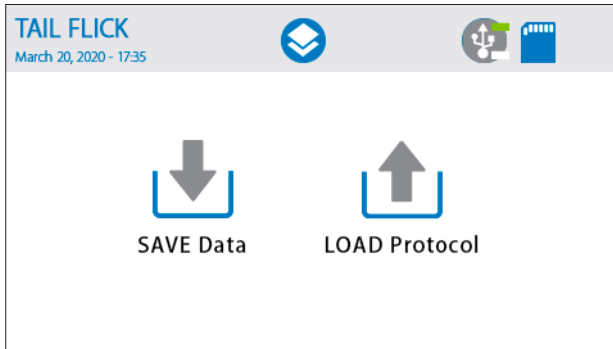 TAIL FLICK
March 20, 2020 - 17:35
SAVE Data
LOAD Protocol